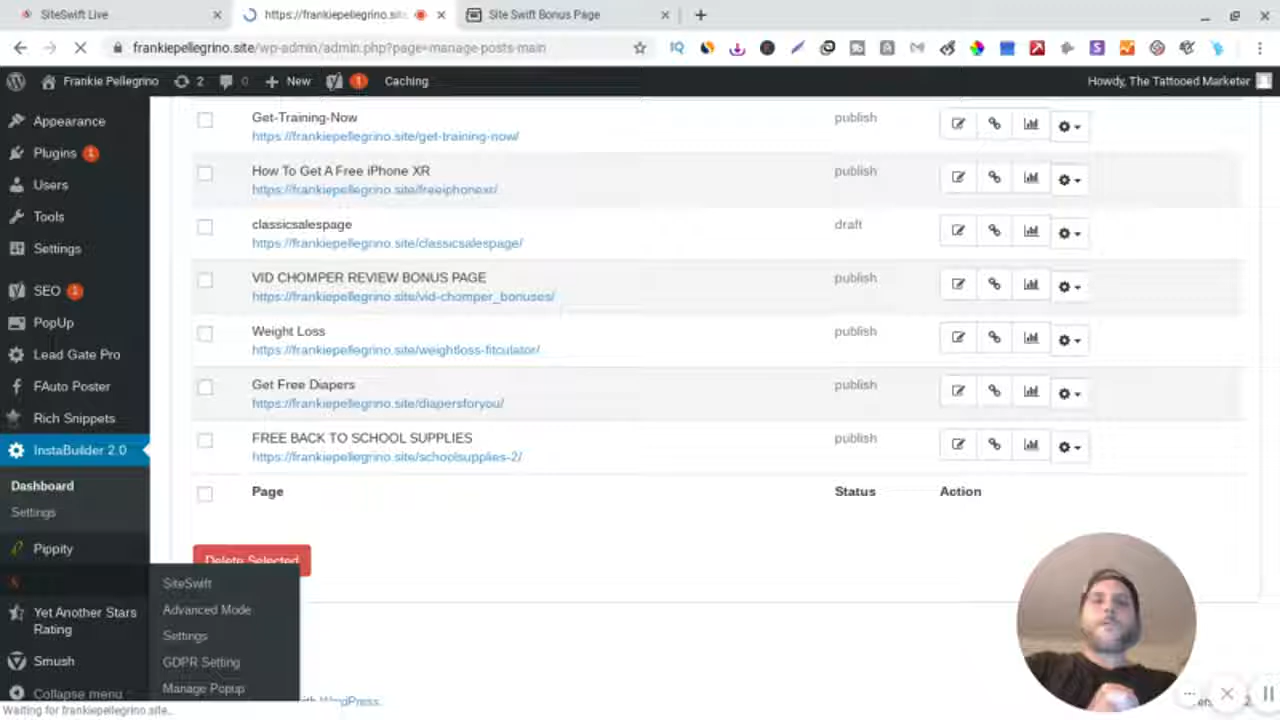 SiteSwift Live
https://frankiepellegrino.site/
Site Swift Bonus Page
frankiepellegrino.site/wp-admin/admin.php?page=manage-posts-main
Frankie Pellegrino
2
0
New
1
Caching
Howdy, The Tattooed Marketer
Appearance
Plugins 1
Users
Tools
Settings
SEO 1
PopUp
Lead Gate Pro
FAuto Poster
Rich Snippets
InstaBuilder 2.0
Dashboard
Settings
Pippity
Yet Another Stars
Rating
Smush
Collapse menu
SiteSwift
Advanced Mode
Settings
GDPR Setting
Manage Popup
Get-Training-Now
publish
https://frankiepellegrino.site/get-training-now/
How To Get A Free iPhone XR
publish
https://frankiepellegrino.site/freeiphonexr/
classicsalespage
draft
https://frankiepellegrino.site/classicsalespage/
VID CHOMPER REVIEW BONUS PAGE
publish
https://frankiepellegrino.site/vid-chomper_bonuses/
Weight Loss
publish
https://frankiepellegrino.site/weightloss-fitculator/
Get Free Diapers
publish
https://frankiepellegrino.site/diapersforyou/
FREE BACK TO SCHOOL SUPPLIES
publish
https://frankiepellegrino.site/schoolsupplies-2/
Page
Status
Action
Delete Selected
WordPress.
Waiting for frankiepellegrino.site...